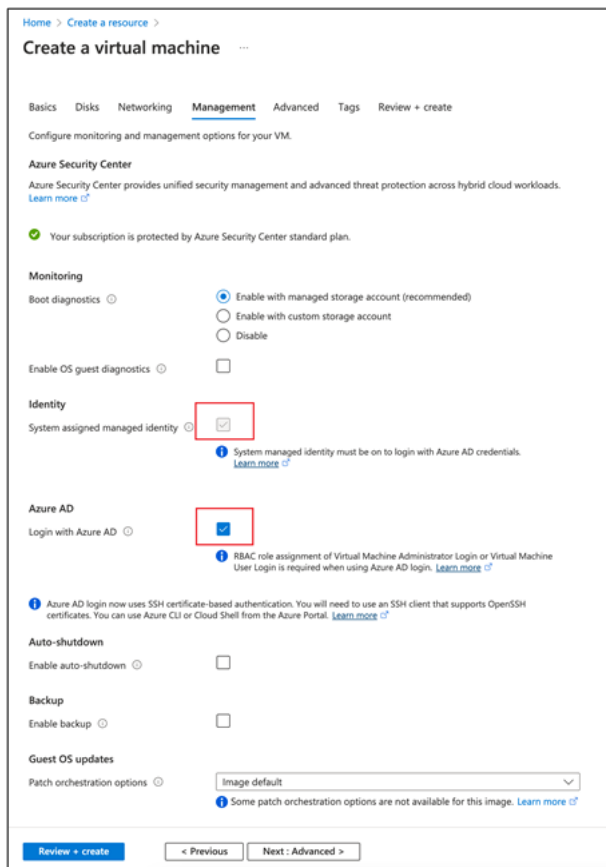 Home > Create a resource >
Create a virtual machine ...
Basics Disks Networking Management Advanced Tags Review + create
Configure monitoring and management options for your VM.
Azure Security Center
Azure Security Center provides unified security management and advanced threat protection across hybrid cloud workloads.
Learn more
Your subscription is protected by Azure Security Center standard plan.
Monitoring
Boot diagnostics
Enable with managed storage account (recommended)
Enable with custom storage account
Disable
Enable OS guest diagnostics
Identity
System assigned managed identity
System managed identity must be on to login with Azure AD credentials.
Learn more
Azure AD
Login with Azure AD
RBAC role assignment of Virtual Machine Administrator Login or Virtual Machine
User Login is required when using Azure AD login. Learn more
Azure AD login now uses SSH certificate-based authentication. You will need to use an SSH client that supports OpenSSH
certificates. You can use Azure CLI or Cloud Shell from the Azure Portal. Learn more
Auto-shutdown
Enable auto-shutdown
Backup
Enable backup
Guest OS updates
Patch orchestration options
Image default
Some patch orchestration options are not available for this image. Learn more
Review + create < Previous Next : Advanced >